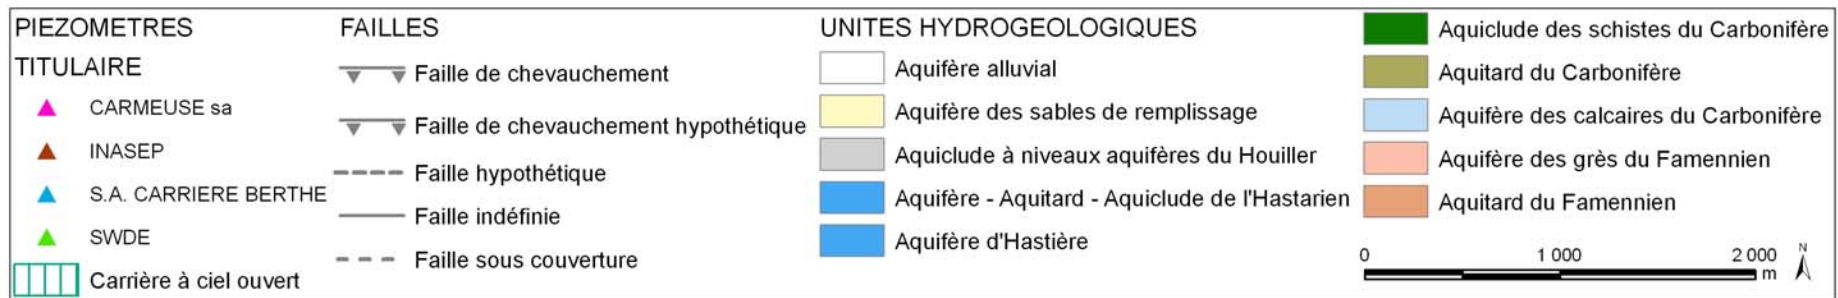 PIEZOMETRES
TITULAIRE
CARMEUSE sa
INASEP
S.A. CARRIERE BERTHE
SWDE
Carrière à ciel ouvert
FAILLES
Faille de chevauchement
Faille de chevauchement hypothétique
Faille hypothétique
Faille indéfinie
Faille sous couverture
UNITES HYDROGEOLOGIQUES
Aquifère alluvial
Aquifère des sables de remplissage
Aquiclude à niveaux aquifères du Houiller
Aquifère - Aquitard - Aquiclude de l'Hastarien
Aquifère d'Hastière
Aquiclude des schistes du Carbonifère
Aquitard du Carbonifère
Aquifère des calcaires du Carbonifère
Aquifère des grès du Famennien
Aquitard du Famennien
0 1 000 2 000
m
N